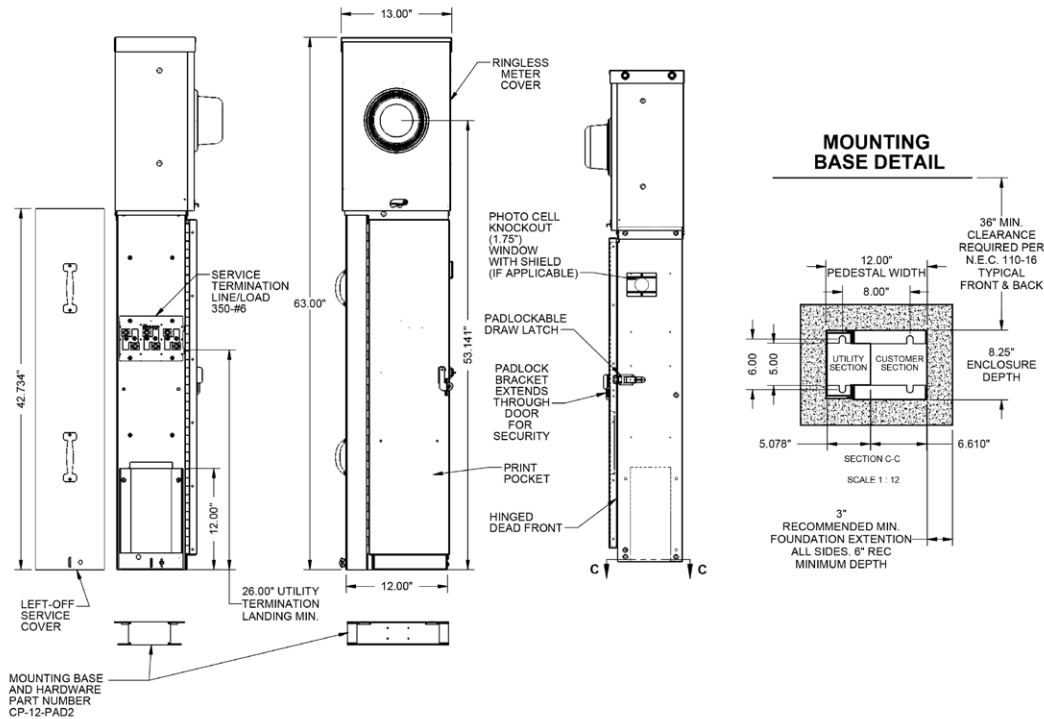 13.00"
RINGLESS
METER
COVER
MOUNTING
BASE DETAIL
42.734"
SERVICE
TERMINATION
LINE/LOAD
350-#6
63.00"
53.141"
PHOTO CELL
KNOCKOUT
(1.75")
WINDOW
WITH SHIELD
(IF APPLICABLE)
PADLOCKABLE
DRAW LATCH
PADLOCK
BRACKET
EXTENDS
THROUGH
DOOR
FOR
SECURITY
PRINT
POCKET
HINGED
DEAD FRONT
C
C
36" MIN.
CLEARANCE
REQUIRED PER
N.E.C. 110-16
TYPICAL
FRONT & BACK
12.00"
PEDESTAL WIDTH
8.00"
6.00
5.00
UTILITY
SECTION
CUSTOMER
SECTION
8.25"
ENCLOSURE
DEPTH
5.078"
6.610"
SECTION C-C
SCALE 1 : 12
3"
RECOMMENDED MIN.
FOUNDATION EXTENTION
ALL SIDES. 6" REC
MINIMUM DEPTH
12.00"
12.00"
LEFT-OFF
SERVICE
COVER
26.00" UTILITY
TERMINATION
LANDING MIN.
MOUNTING BASE
AND HARDWARE
PART NUMBER
CP-12-PAD2